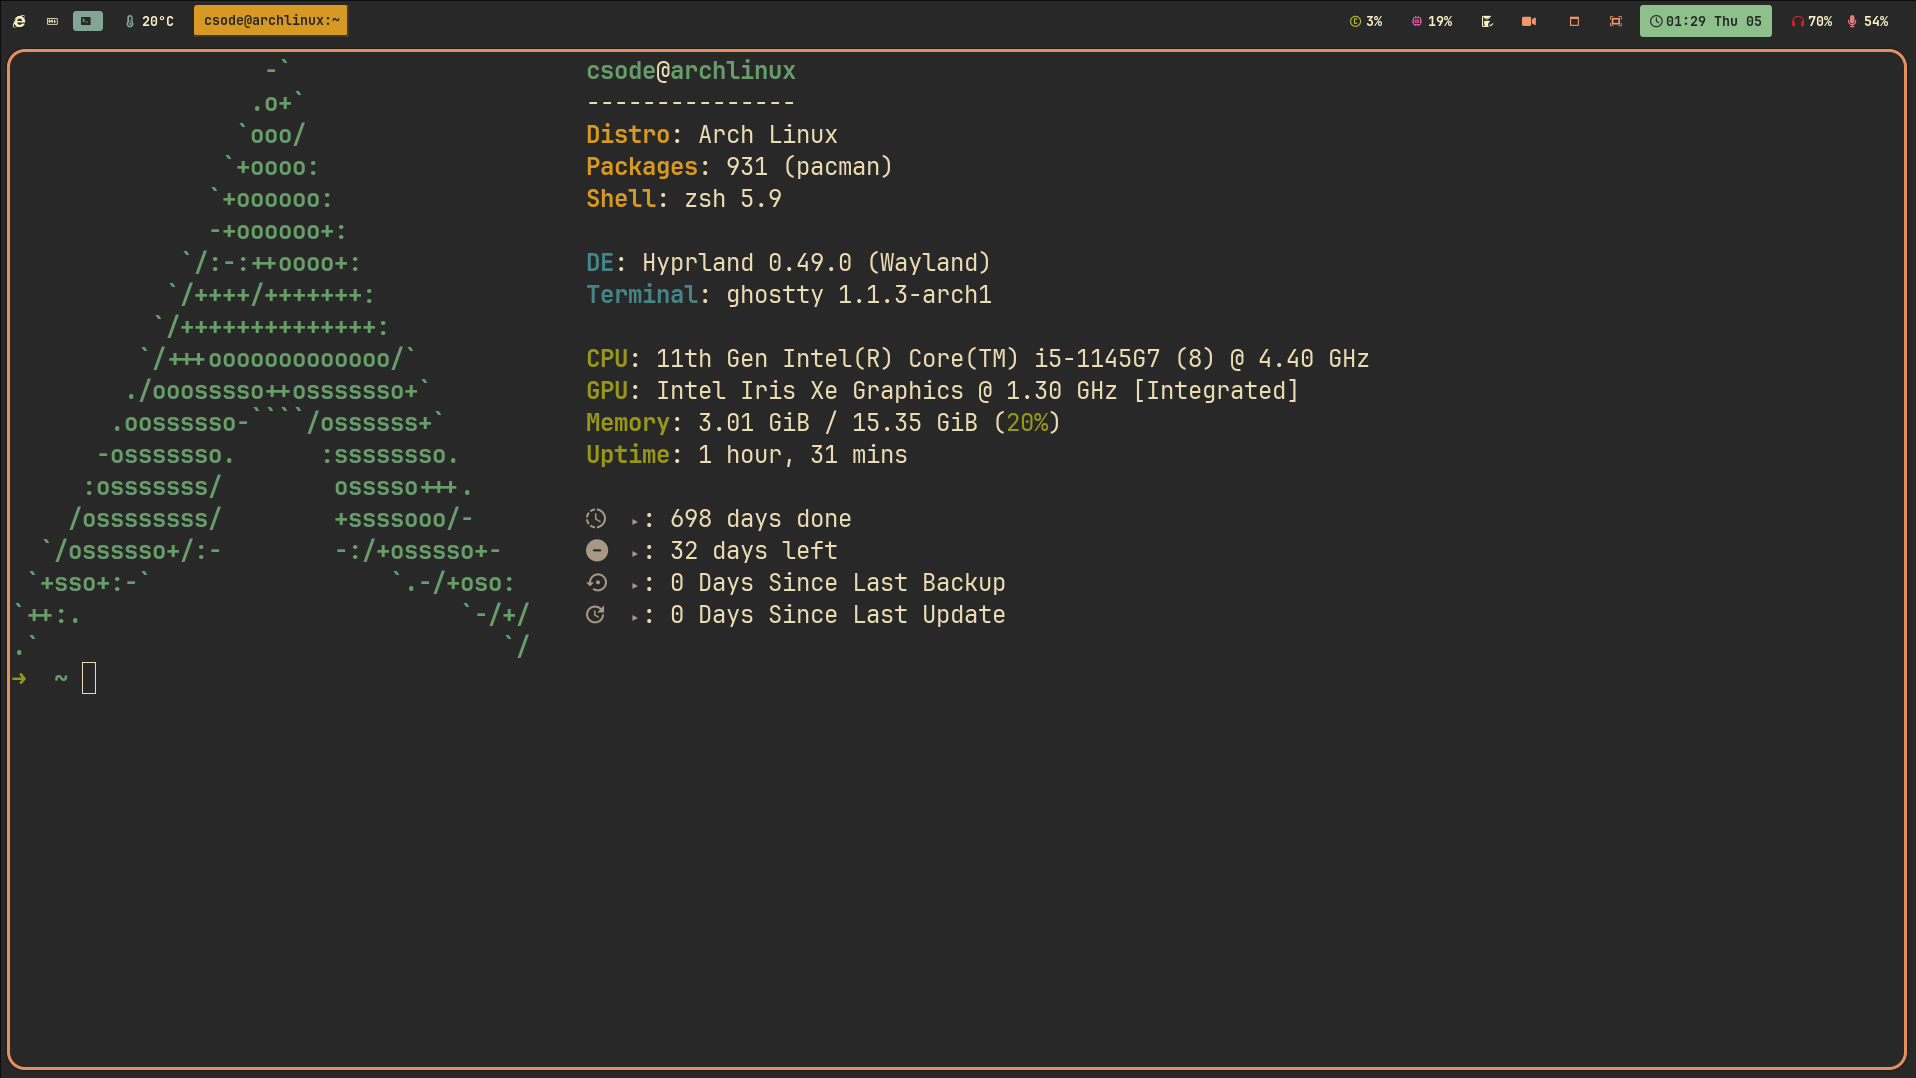 20°C csode@archlinux:~ 3% 19% 01:29 Thu 05 70% 54%
-`
.o+`
`ooo/
`+oooo:
`+oooooo:
-+oooooo+:
`/:-:++oooo+:
`/++++/+++++++:
`/++++++++++++++:
`/+++ooooooooooooo/`
./ooosssso++osssssso+`
.oossssso-````/ossssss+`
-osssssso. :ssssssso.
:osssssss/ osssso+++.
/ossssssss/ +ssssooo/-
`/ossssso+/:- -:/+osssso+-
`+sso+:-` `.-/+oso:
`++:. `-/+/
.` `/
csode@archlinux
---------------
Distro: Arch Linux
Packages: 931 (pacman)
Shell: zsh 5.9
DE: Hyprland 0.49.0 (Wayland)
Terminal: ghostty 1.1.3-arch1
CPU: 11th Gen Intel(R) Core(TM) i5-1145G7 (8) @ 4.40 GHz
GPU: Intel Iris Xe Graphics @ 1.30 GHz [Integrated]
Memory: 3.01 GiB / 15.35 GiB (20%)
Uptime: 1 hour, 31 mins
▸: 698 days done
▸: 32 days left
▸: 0 Days Since Last Backup
▸: 0 Days Since Last Update
➜ ~